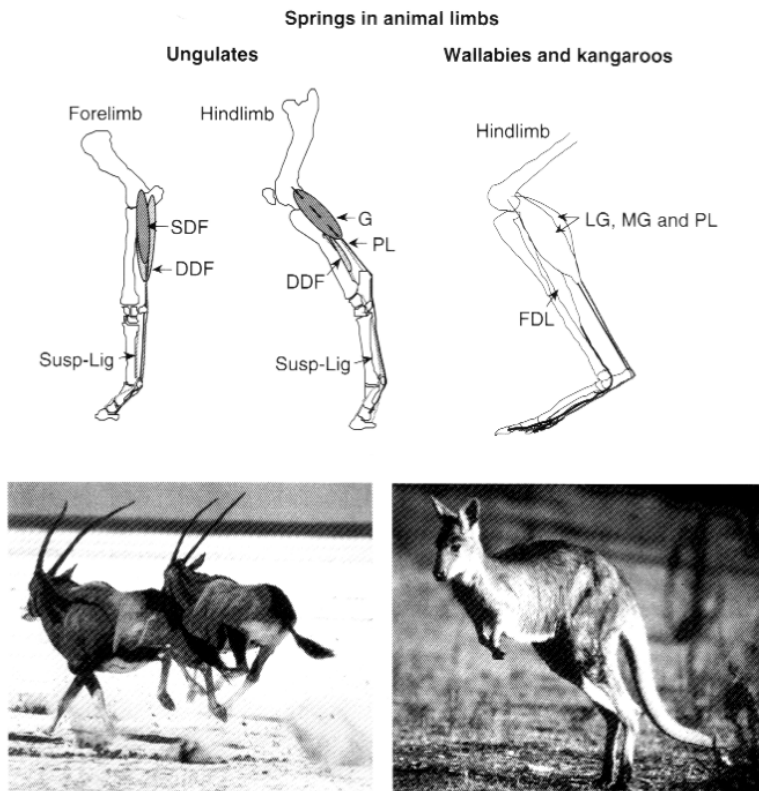 Springs in animal limbs
Ungulates
Wallabies and kangaroos
Forelimb
Hindlimb
SDF
DDF
Susp-Lig
G
PL
DDF
Susp-Lig
Hindlimb
LG, MG and PL
FDL